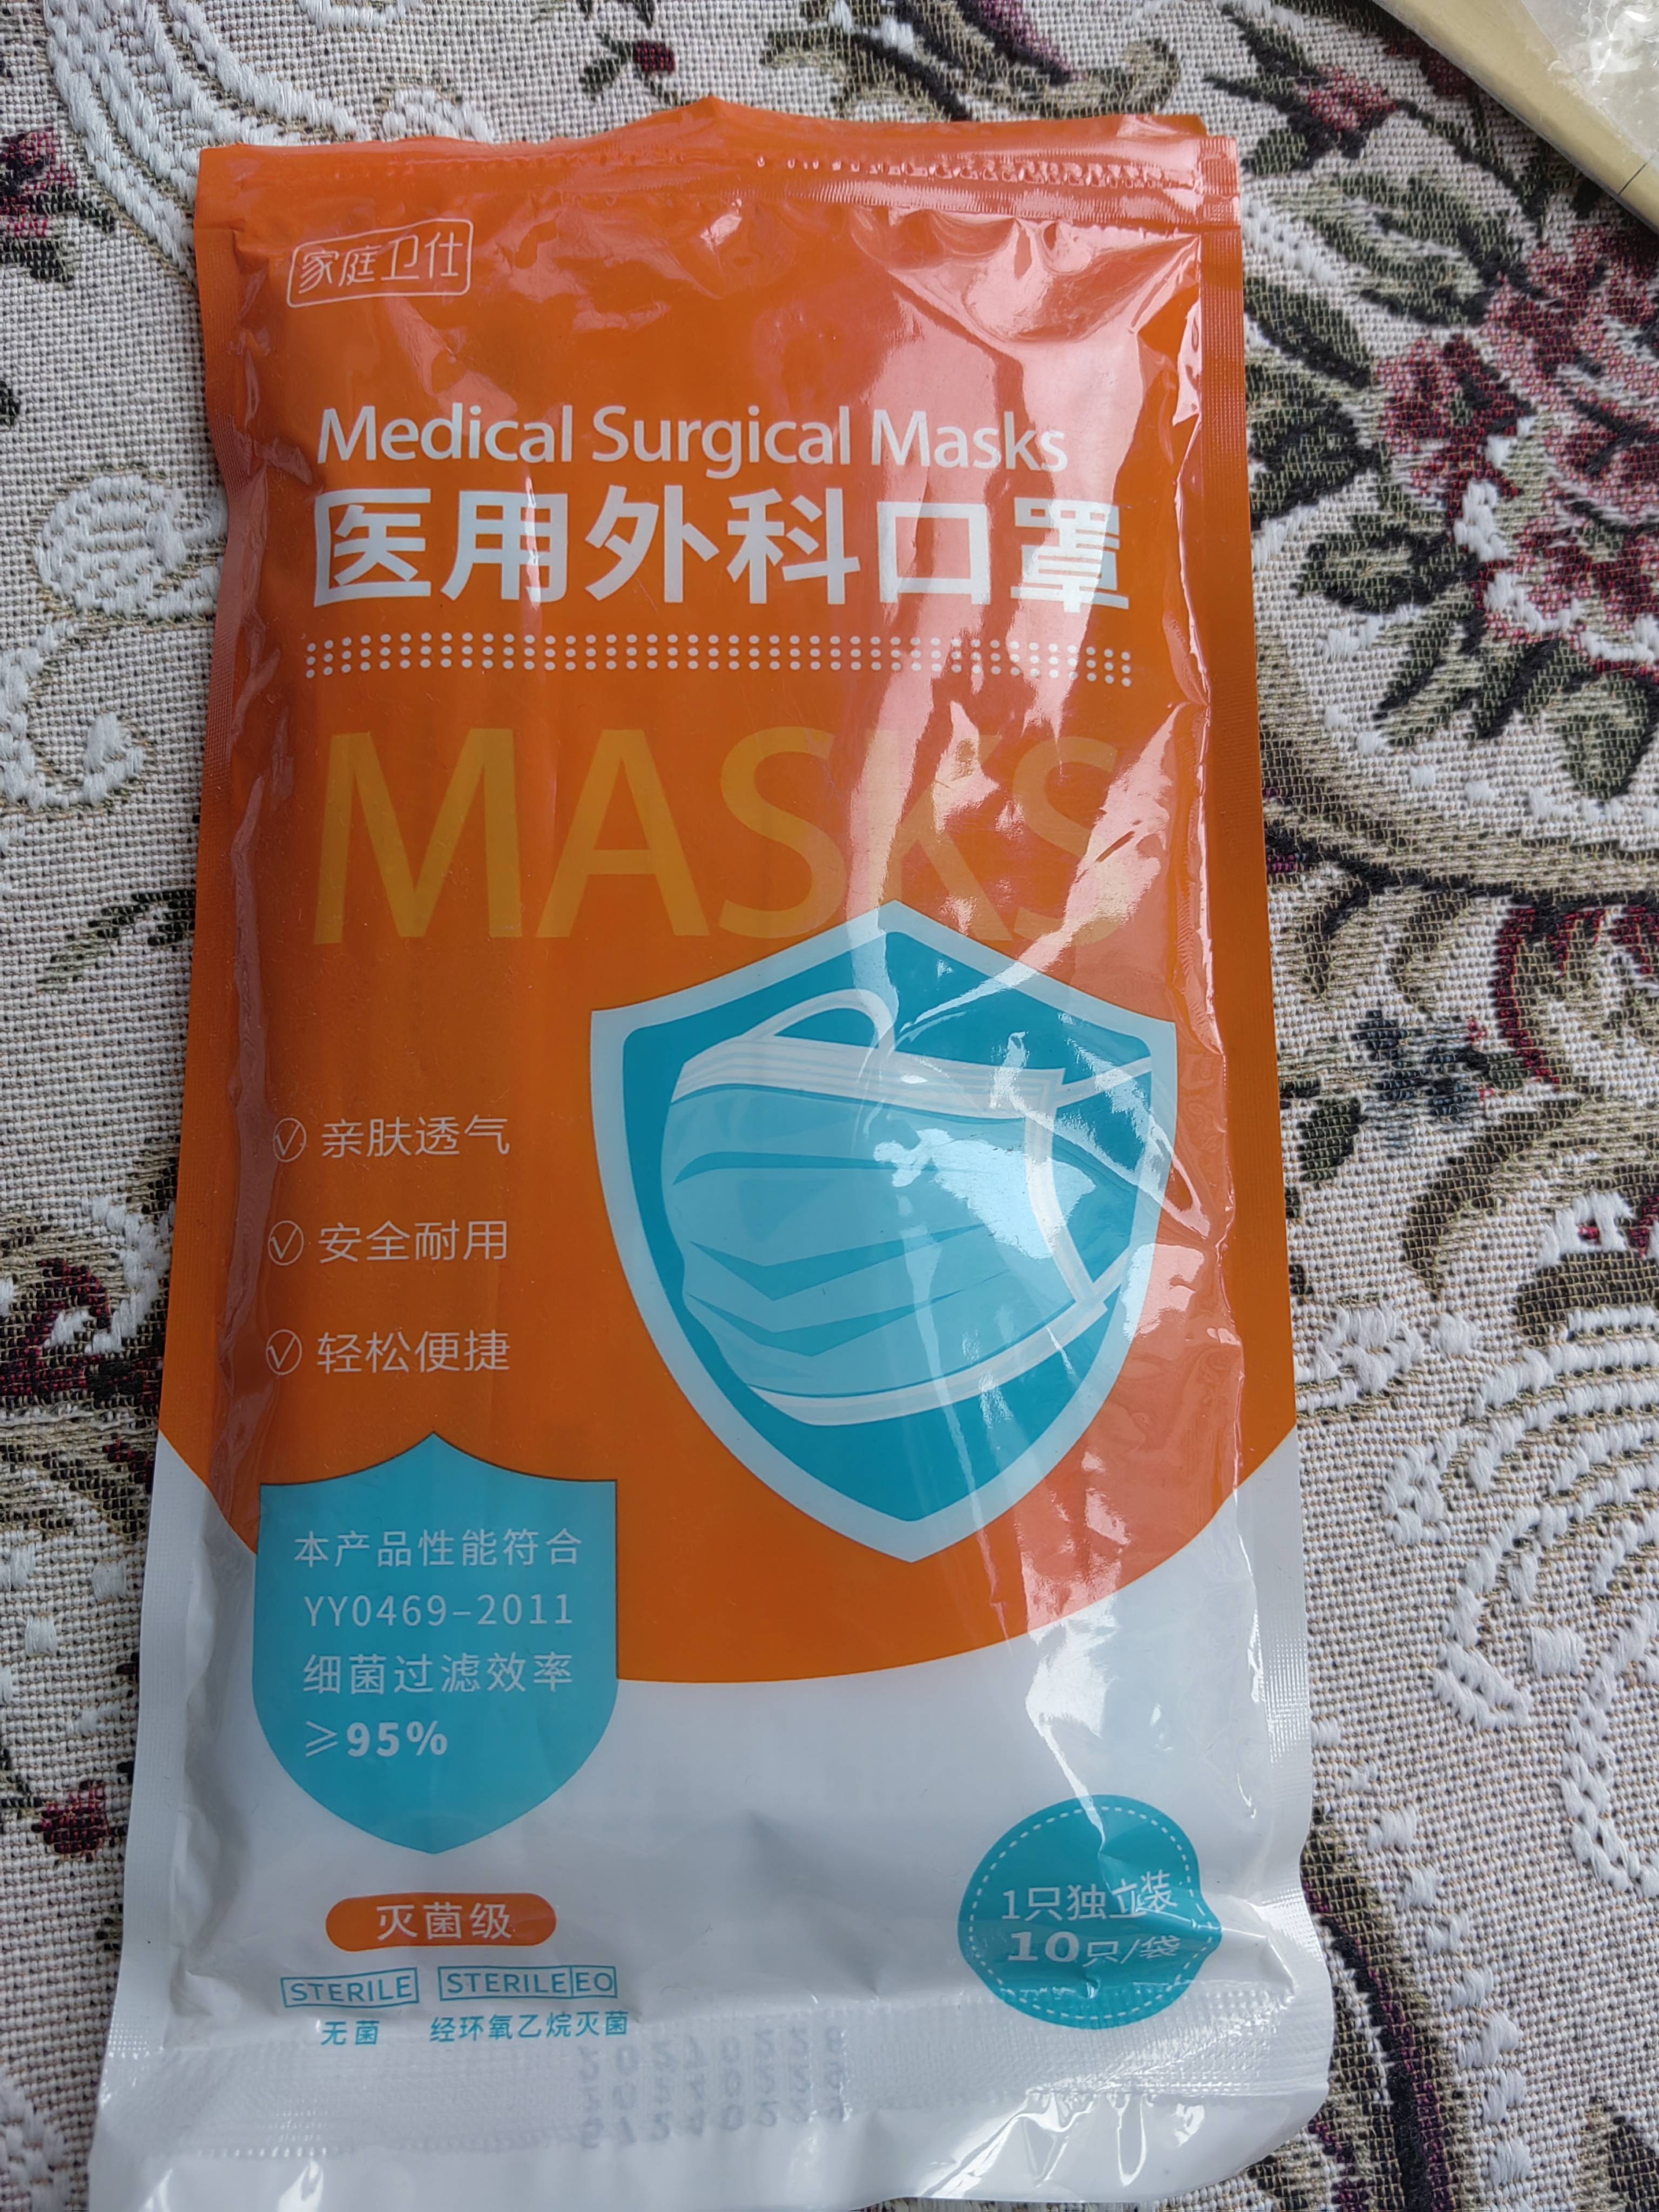 家庭卫仕
Medical Surgical Masks
医用外科口罩
MASKS
亲肤透气
安全耐用
轻松便捷
本产品性能符合
YY0469-2011
细菌过滤效率
≥95%
灭菌级
STERILE STERILE EO
无菌 经环氧乙烷灭菌
1只独立装
10只/袋